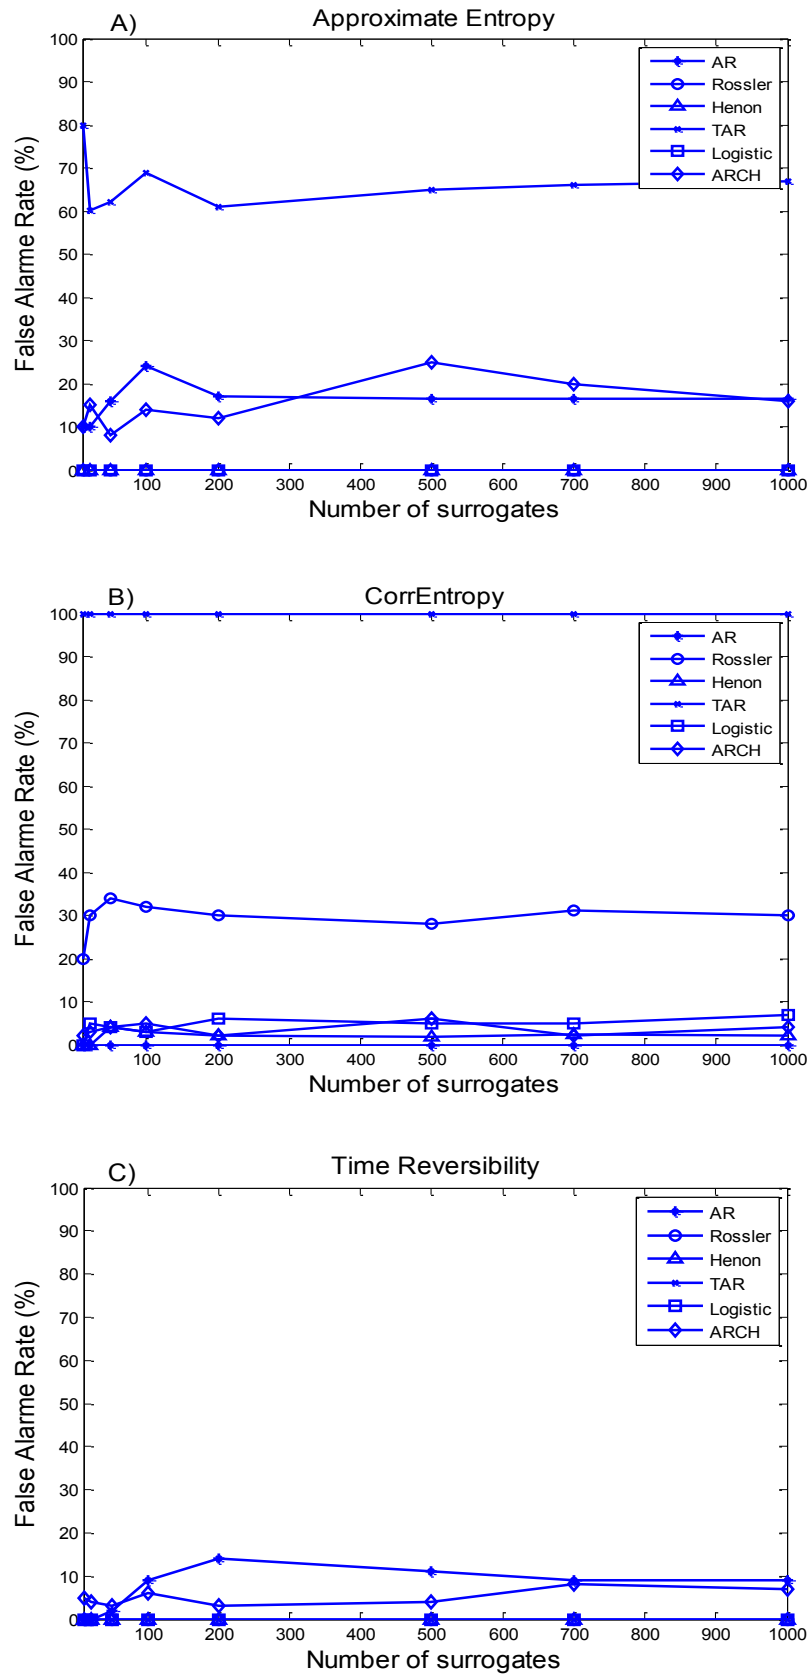 A)
Approximate Entropy
100
90
80
70
60
50
40
30
20
10
0
False Alarme Rate (%)
AR
Rossler
Henon
TAR
Logistic
ARCH
100 200 300 400 500 600 700 800 900 1000
Number of surrogates
B)
CorrEntropy
100
90
80
70
60
50
40
30
20
10
0
False Alarme Rate (%)
AR
Rossler
Henon
TAR
Logistic
ARCH
100 200 300 400 500 600 700 800 900 1000
Number of surrogates
C)
Time Reversibility
100
90
80
70
60
50
40
30
20
10
0
False Alarme Rate (%)
AR
Rossler
Henon
TAR
Logistic
ARCH
100 200 300 400 500 600 700 800 900 1000
Number of surrogates